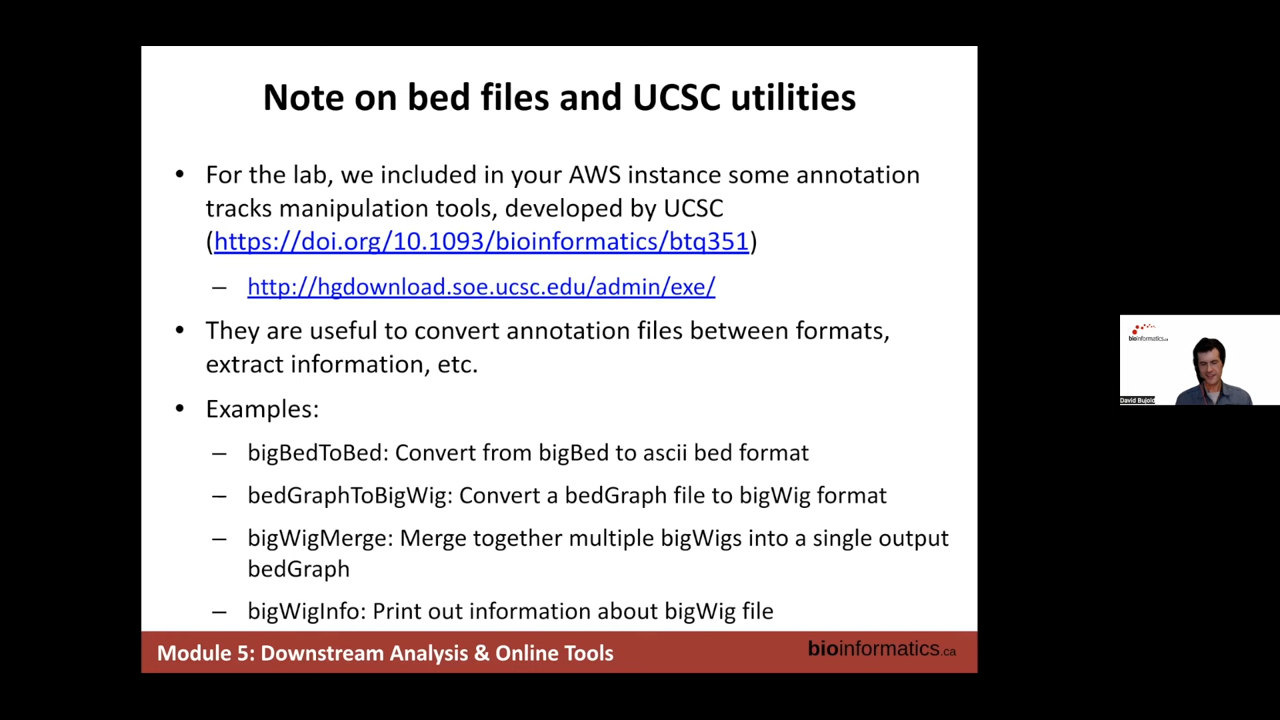 Note on bed files and UCSC utilities
• For the lab, we included in your AWS instance some annotation
tracks manipulation tools, developed by UCSC
(https://doi.org/10.1093/bioinformatics/btq351)
– http://hgdownload.soe.ucsc.edu/admin/exe/
• They are useful to convert annotation files between formats,
extract information, etc.
• Examples:
– bigBedToBed: Convert from bigBed to ascii bed format
– bedGraphToBigWig: Convert a bedGraph file to bigWig format
– bigWigMerge: Merge together multiple bigWigs into a single output
bedGraph
– bigWigInfo: Print out information about bigWig file
Module 5: Downstream Analysis & Online Tools
bioinformatics.ca
bioinformatics.ca
David Bujold